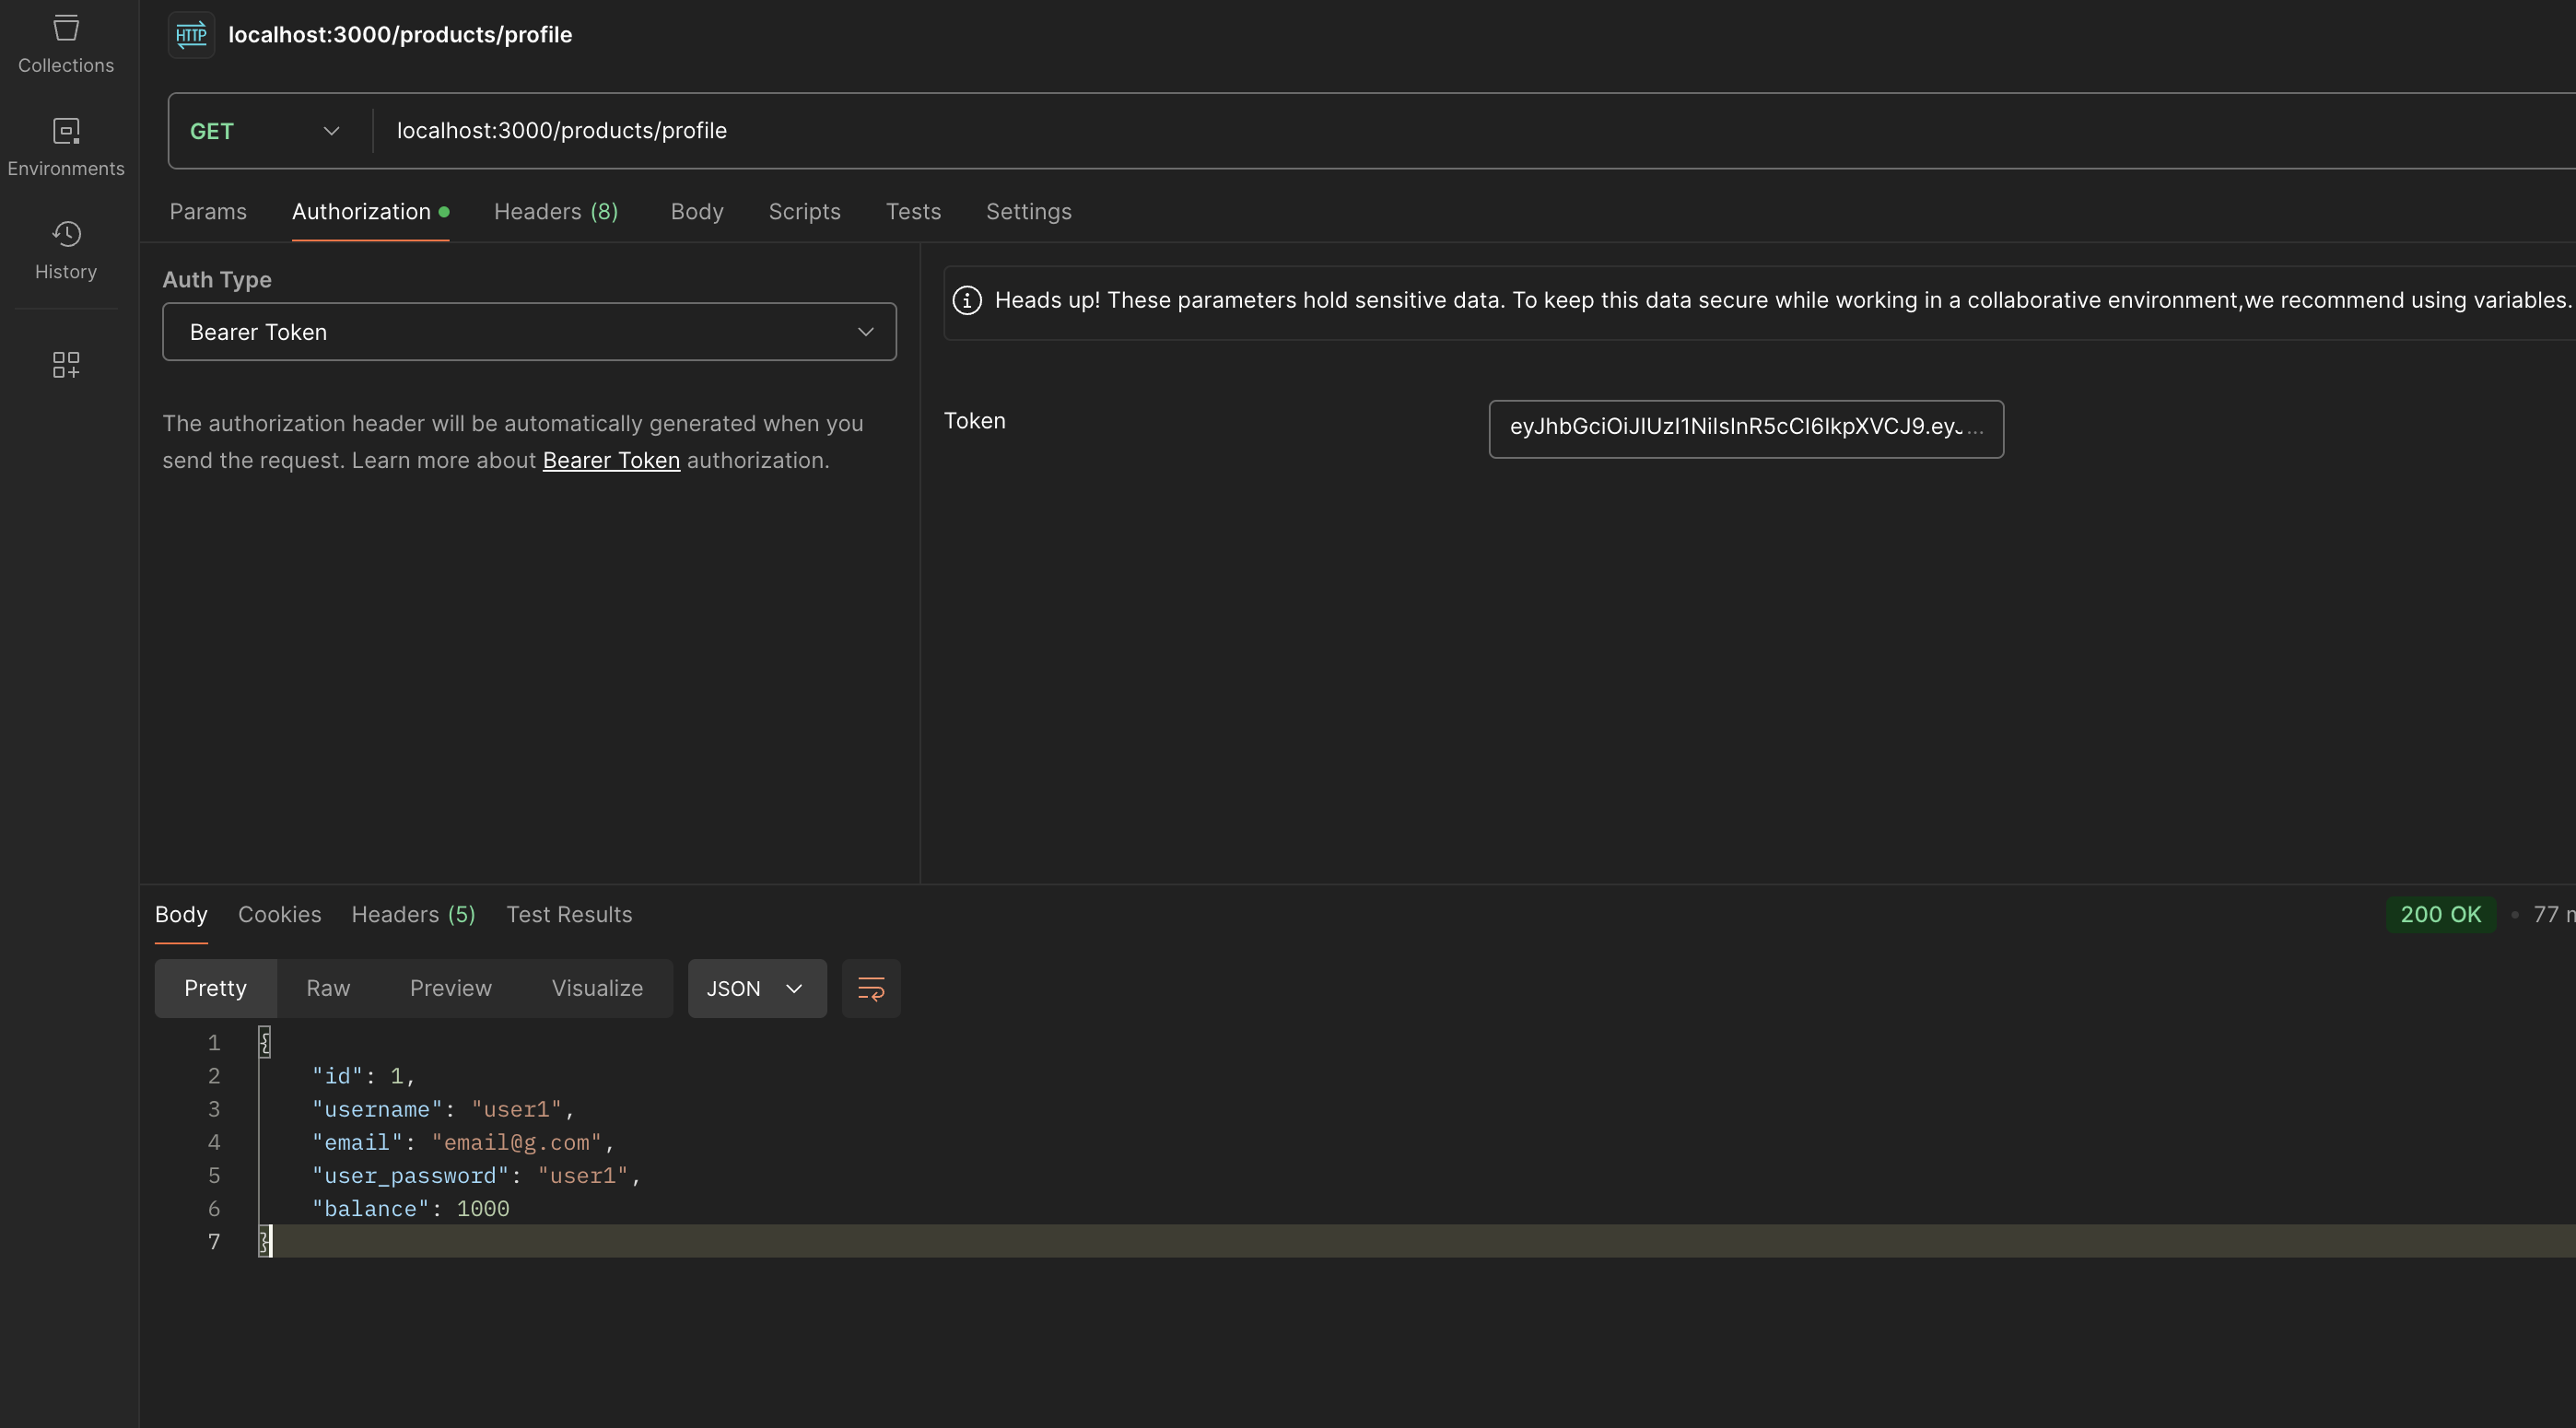 Collections
Environments
History
HTTP localhost:3000/products/profile
GET localhost:3000/products/profile
Params Authorization Headers (8) Body Scripts Tests Settings
Auth Type
Bearer Token
The authorization header will be automatically generated when you
send the request. Learn more about Bearer Token authorization.
Heads up! These parameters hold sensitive data. To keep this data secure while working in a collaborative environment,we recommend using variables.
Token eyJhbGciOiJIUzI1NiIsInR5cCI6IkpXVCJ9.eyJ...
Body Cookies Headers (5) Test Results 200 OK • 77
Pretty Raw Preview Visualize JSON
1 {
2 "id": 1,
3 "username": "user1",
4 "email": "email@g.com",
5 "user_password": "user1",
6 "balance": 1000
7 }